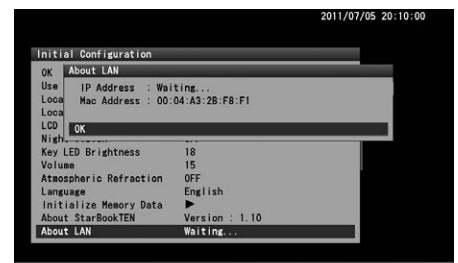 2011/07/05 20:10:00
Initial Configuration
OK
About LAN
Use
IP Address : Waiting...
Loca
Mac Address : 00:04:A3:2B:F8:F1
Loca
LCD
OK
Key LED Brightness 18
Volume 15
Atmospheric Refraction OFF
Language English
Initialize Memory Data ▶
About StarBookTEN Version : 1.10
About LAN Waiting...